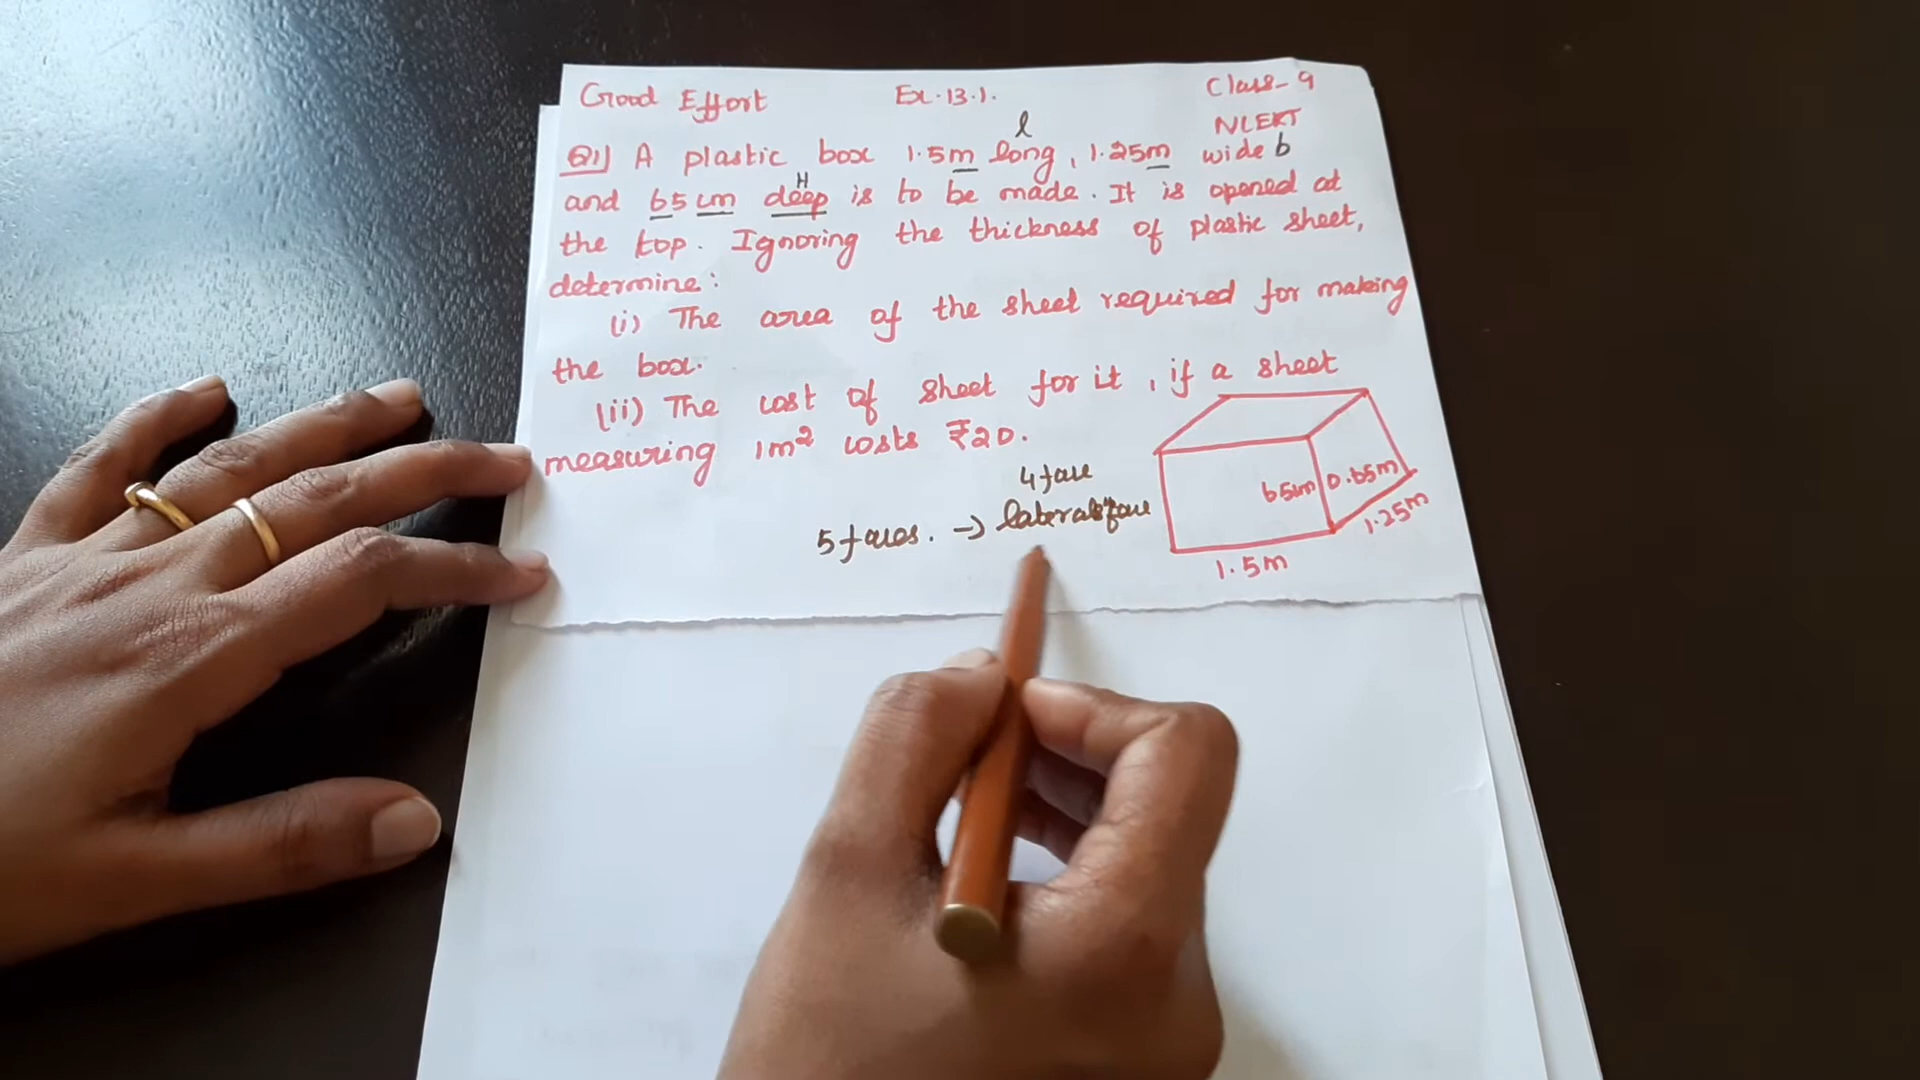 Good Effort Ex.13.1. Class-9
NCERT
l
Q1) A plastic box 1.5m long, 1.25m wide b
H
and 65 cm deep is to be made. It is opened at
the top. Ignoring the thickness of plastic sheet,
determine:
(i) The area of the sheet required for making
the box.
(ii) The cost of sheet for it, if a sheet
measuring 1m² costs ₹20.
4 face
5 faces. → lateral face
65cm 0.65m
1.25m
1.5m